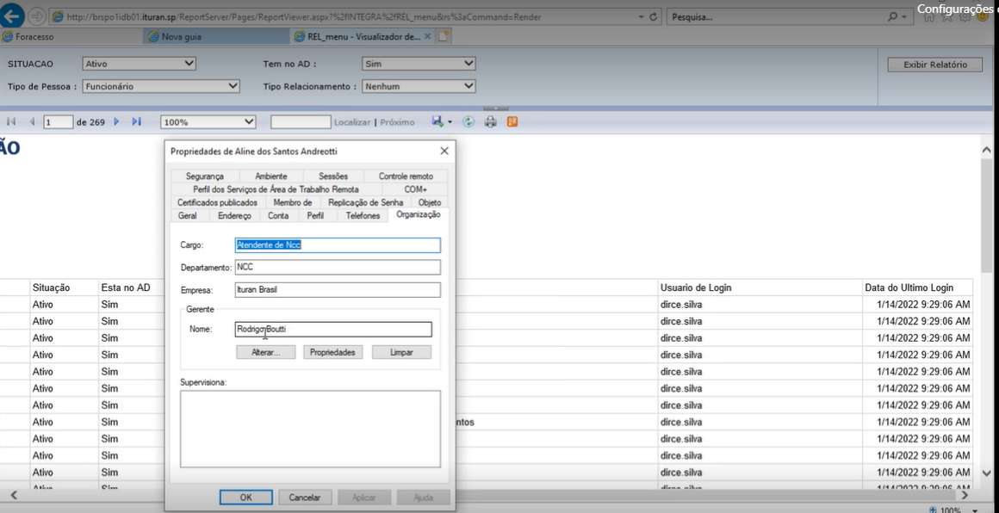 Configurações
http://brspo1idb01.ituran.sp/ReportServer/Pages/ReportViewer.aspx?%2fINTEGRA%2fREL_menu&rs%3aCommand=Render
Pesquisa...
Foracesso
Nova guia
REL_menu - Visualizador de...
SITUACAO
Ativo
Tem no AD :
Sim
Exibir Relatório
Tipo de Pessoa :
Funcionário
Tipo Relacionamento :
Nenhum
1 de 269
100%
Localizar | Próximo
ÃO
Propriedades de Aline dos Santos Andreotti
Segurança Ambiente Sessões Controle remoto
Perfil dos Serviços de Área de Trabalho Remota COM+
Certificados publicados Membro de Replicação de Senha Objeto
Geral Endereço Conta Perfil Telefones Organização
Cargo: Atendente de Ncc
Departamento: NCC
Empresa: Ituran Brasil
Gerente
Nome: Rodrigo Boutti
Alterar... Propriedades Limpar
Supervisiona:
OK Cancelar Aplicar Ajuda
Situação Esta no AD Usuario de Login Data do Ultimo Login
Ativo Sim dirce.silva 1/14/2022 9:29:06 AM
Ativo Sim dirce.silva 1/14/2022 9:29:06 AM
Ativo Sim dirce.silva 1/14/2022 9:29:06 AM
Ativo Sim dirce.silva 1/14/2022 9:29:06 AM
Ativo Sim dirce.silva 1/14/2022 9:29:06 AM
Ativo Sim dirce.silva 1/14/2022 9:29:06 AM
Ativo Sim dirce.silva 1/14/2022 9:29:06 AM
Ativo Sim ntos dirce.silva 1/14/2022 9:29:06 AM
Ativo Sim dirce.silva 1/14/2022 9:29:06 AM
Ativo Sim dirce.silva 1/14/2022 9:29:06 AM
Ativo Sim dirce.silva 1/14/2022 9:29:06 AM
Ativo Sim dirce.silva 1/14/2022 9:29:06 AM
100%